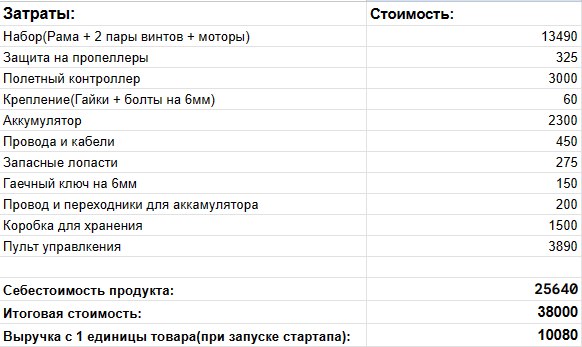 Затраты: Стоимость:
Набор(Рама + 2 пары винтов + моторы) 13490
Защита на пропеллеры 325
Полетный контроллер 3000
Крепление(Гайки + болты на 6мм) 60
Аккумулятор 2300
Провода и кабели 450
Запасные лопасти 275
Гаечный ключ на 6мм 150
Провод и переходники для аккамулятора 200
Коробка для хранения 1500
Пульт управлкения 3890
Себестоимость продукта: 25640
Итоговая стоимость: 38000
Выручка с 1 единицы товара(при запуске стартапа): 10080